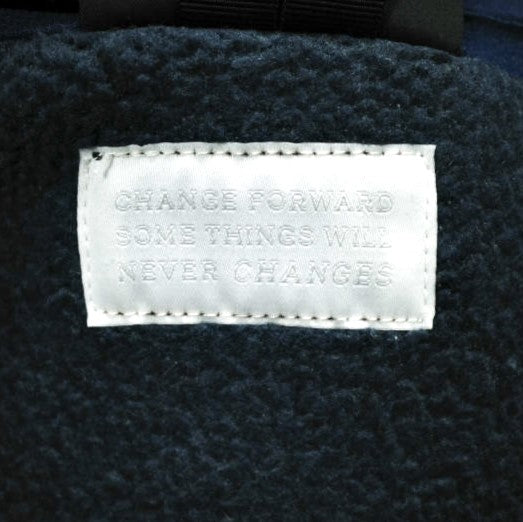 CHANGE FORWARD
SOME THINGS WILL
NEVER CHANGES